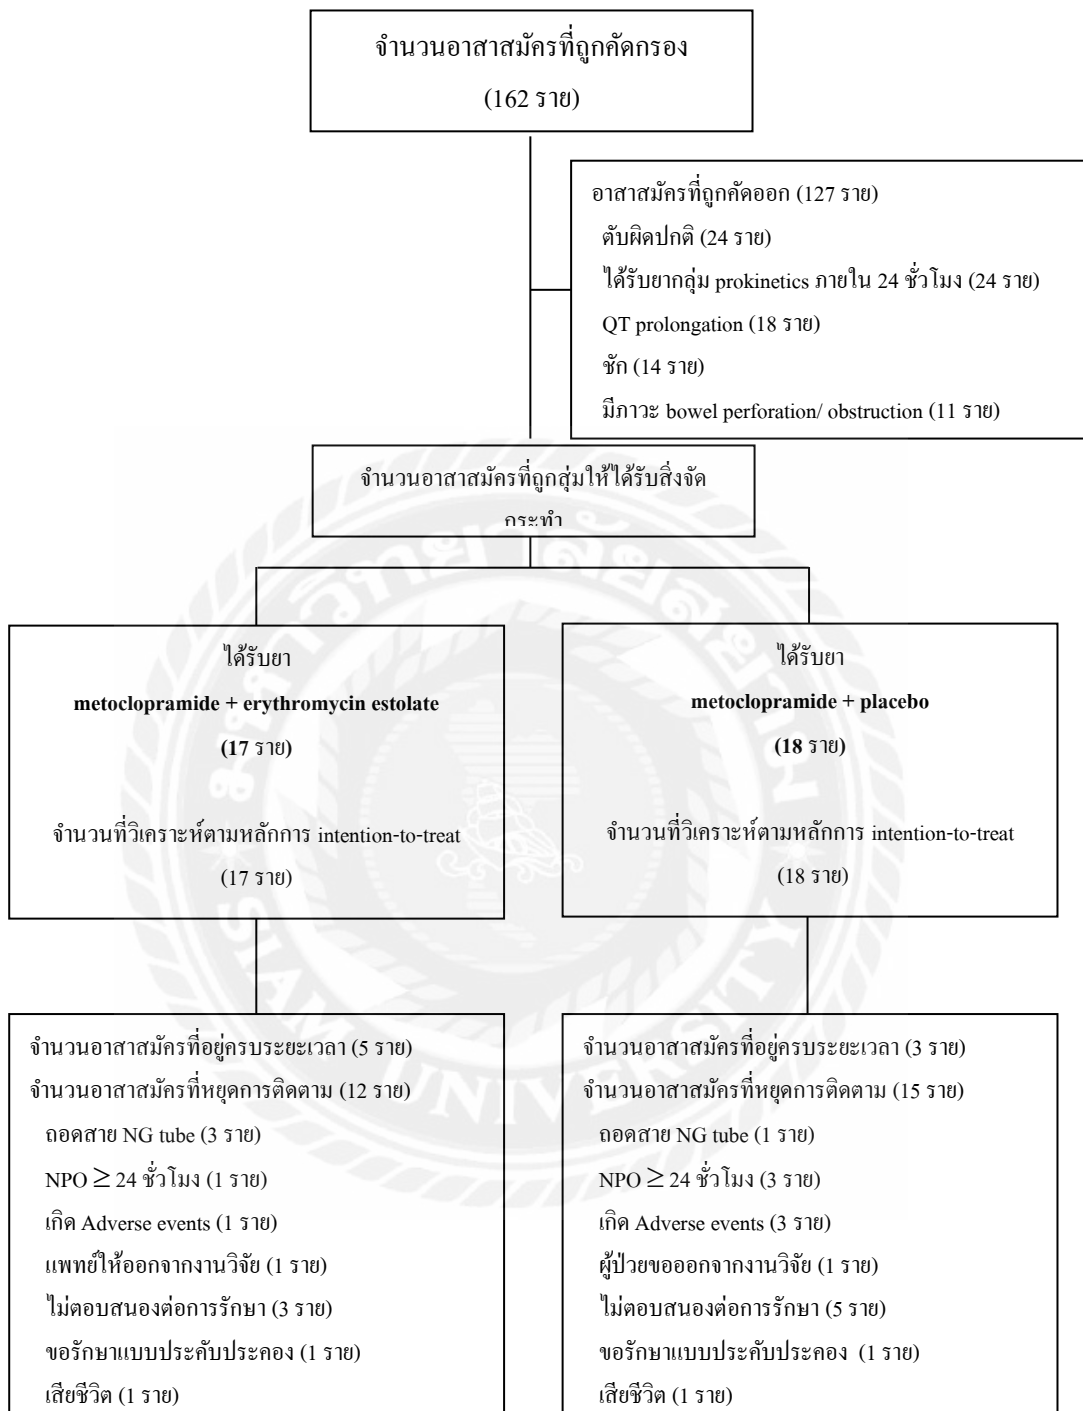 จำนวนอาสาสมัครที่ถูกคัดกรอง
(162 ราย)
อาสาสมัครที่ถูกคัดออก (127 ราย)
ตับผิดปกติ (24 ราย)
ได้รับยากลุ่ม prokinetics ภายใน 24 ชั่วโมง (24 ราย)
QT prolongation (18 ราย)
ชัก (14 ราย)
มีภาวะ bowel perforation/ obstruction (11 ราย)
จำนวนอาสาสมัครที่ถูกสุ่มให้ได้รับสิ่งจัด
กระทำ
ได้รับยา
metoclopramide + erythromycin estolate
(17 ราย)
จำนวนที่วิเคราะห์ตามหลักการ intention-to-treat
(17 ราย)
ได้รับยา
metoclopramide + placebo
(18 ราย)
จำนวนที่วิเคราะห์ตามหลักการ intention-to-treat
(18 ราย)
จำนวนอาสาสมัครที่อยู่ครบระยะเวลา (5 ราย)
จำนวนอาสาสมัครที่หยุดการติดตาม (12 ราย)
ถอดสาย NG tube (3 ราย)
NPO ≥ 24 ชั่วโมง (1 ราย)
เกิด Adverse events (1 ราย)
แพทย์ให้ออกจากงานวิจัย (1 ราย)
ไม่ตอบสนองต่อการรักษา (3 ราย)
ขอรักษาแบบประคับประคอง (1 ราย)
เสียชีวิต (1 ราย)
จำนวนอาสาสมัครที่อยู่ครบระยะเวลา (3 ราย)
จำนวนอาสาสมัครที่หยุดการติดตาม (15 ราย)
ถอดสาย NG tube (1 ราย)
NPO ≥ 24 ชั่วโมง (3 ราย)
เกิด Adverse events (3 ราย)
ผู้ป่วยขอออกจากงานวิจัย (1 ราย)
ไม่ตอบสนองต่อการรักษา (5 ราย)
ขอรักษาแบบประคับประคอง (1 ราย)
เสียชีวิต (1 ราย)
มหาวิทยาลัยสยาม
SIAM UNIVERSITY